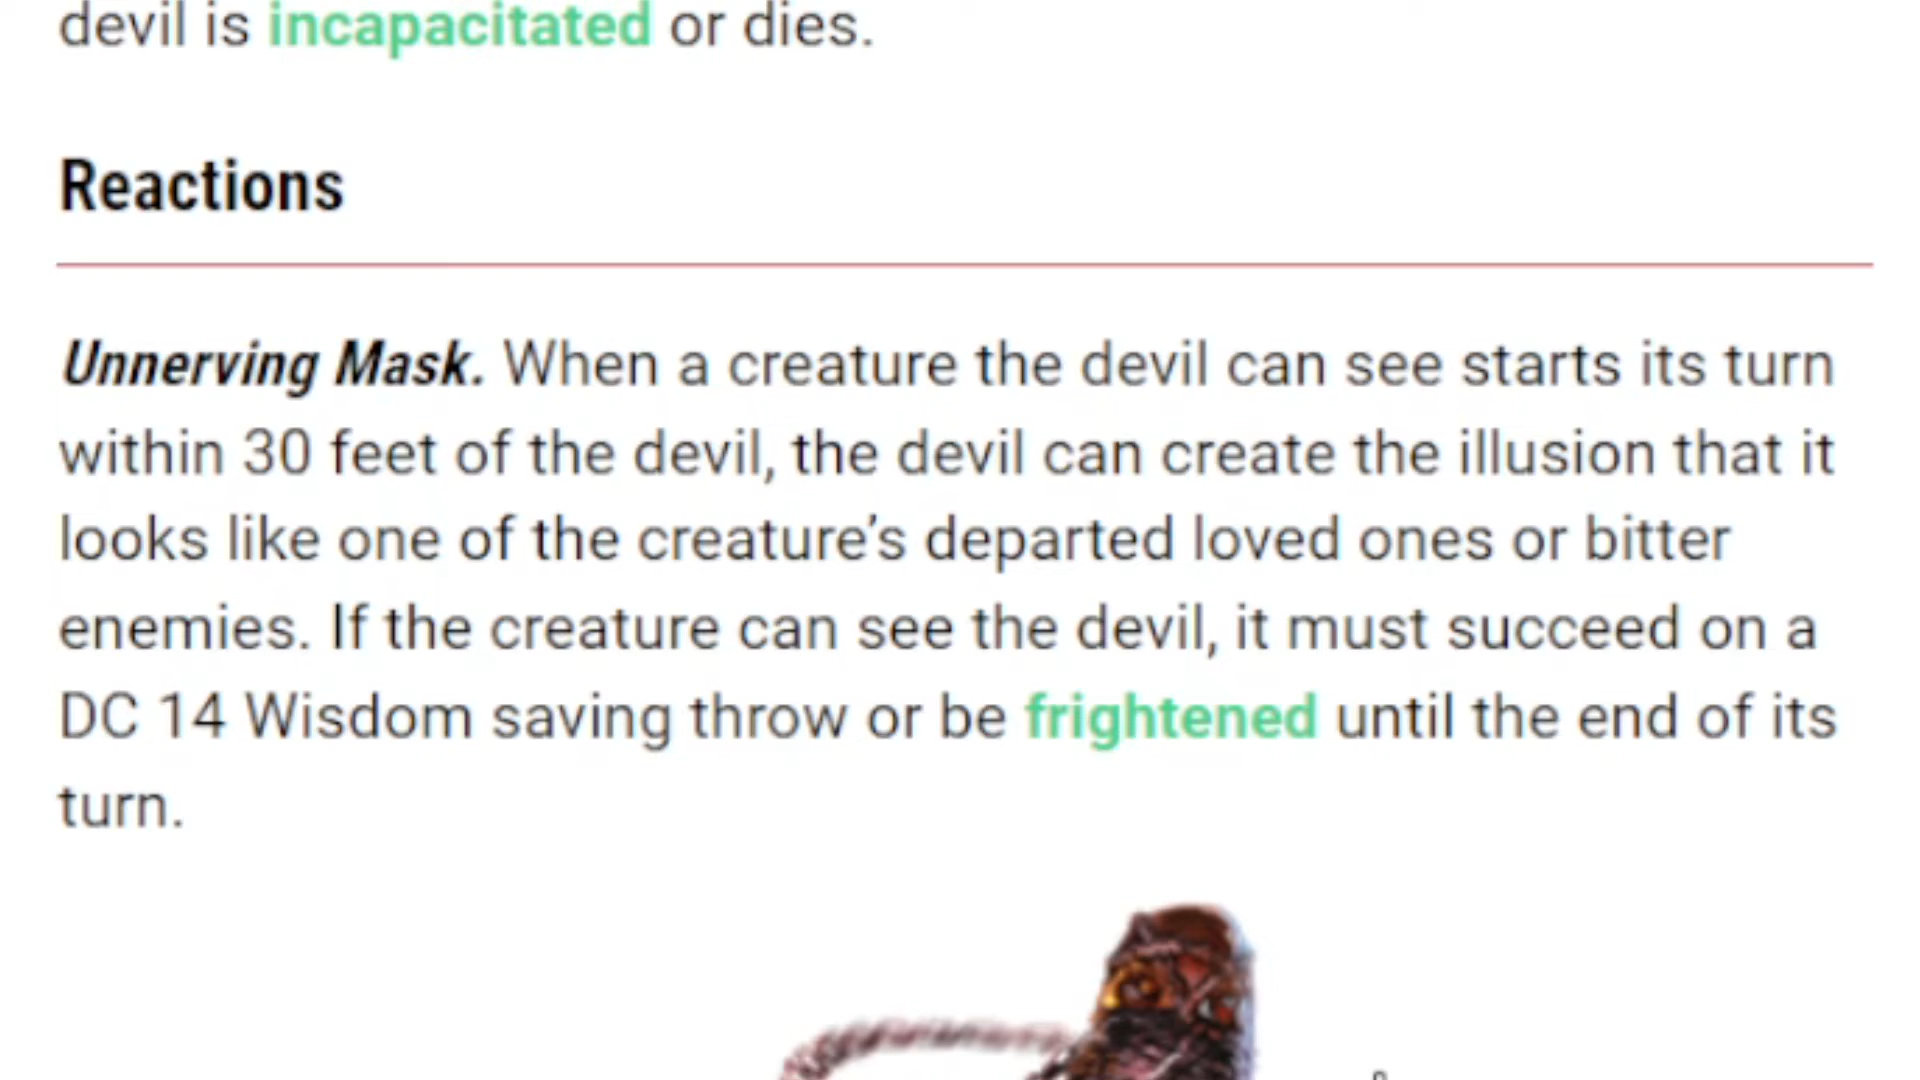 devil is incapacitated or dies.
Reactions
Unnerving Mask. When a creature the devil can see starts its turn
within 30 feet of the devil, the devil can create the illusion that it
looks like one of the creature’s departed loved ones or bitter
enemies. If the creature can see the devil, it must succeed on a
DC 14 Wisdom saving throw or be frightened until the end of its
turn.